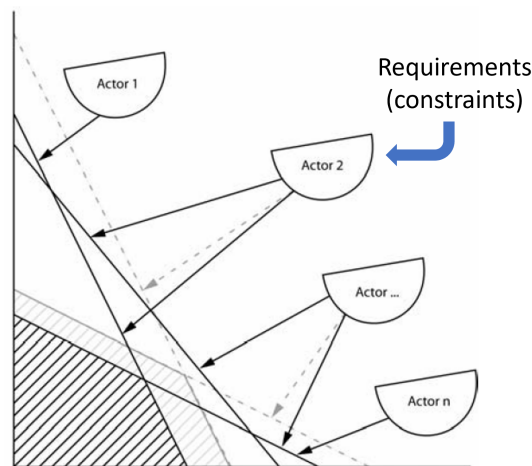 Actor 1
Requirements
(constraints)
Actor 2
Actor ...
Actor n